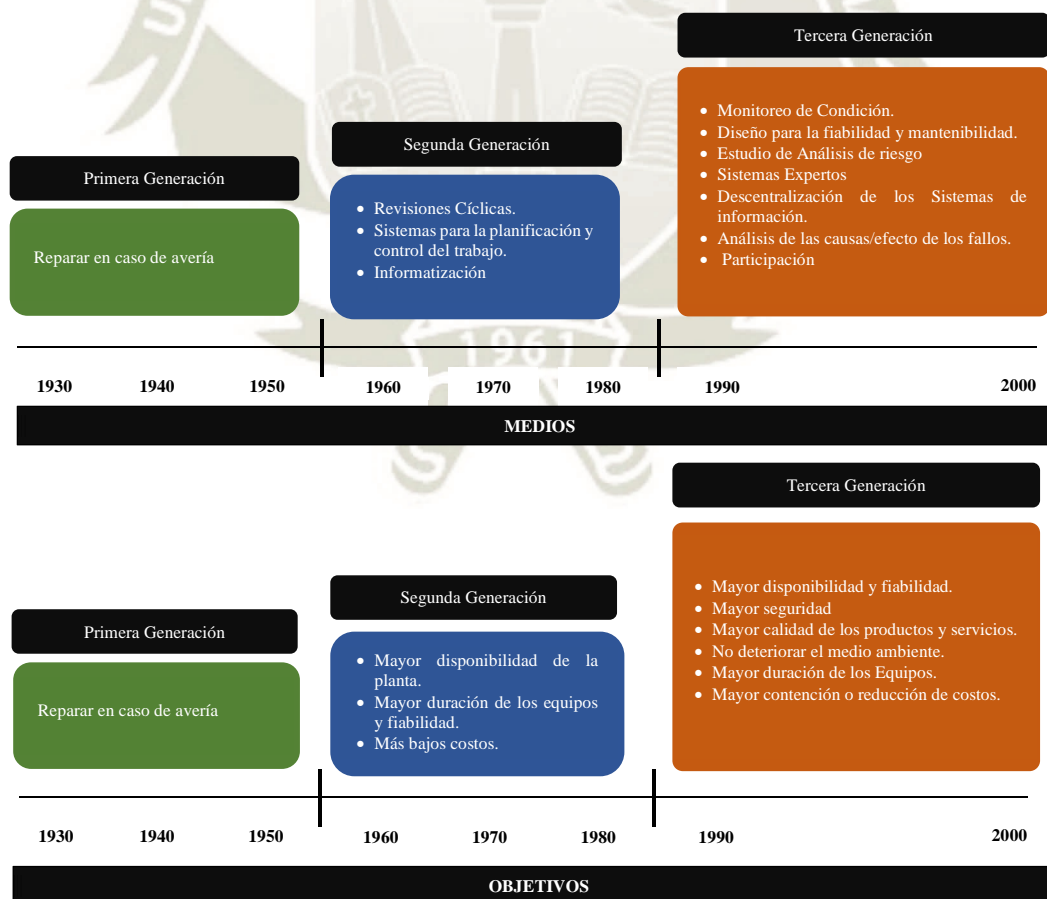 Tercera Generación
• Monitoreo de Condición.
• Diseño para la fiabilidad y mantenibilidad.
• Estudio de Análisis de riesgo
• Sistemas Expertos
• Descentralización de los Sistemas de
información.
• Análisis de las causas/efecto de los fallos.
• Participación
Segunda Generación
• Revisiones Cíclicas.
• Sistemas para la planificación y
control del trabajo.
• Informatización
Primera Generación
Reparar en caso de avería
1961
1930 1940 1950 1960 1970 1980 1990 2000
MEDIOS
Tercera Generación
• Mayor disponibilidad y fiabilidad.
• Mayor seguridad
• Mayor calidad de los productos y servicios.
• No deteriorar el medio ambiente.
• Mayor duración de los Equipos.
• Mayor contención o reducción de costos.
Segunda Generación
• Mayor disponibilidad de la
planta.
• Mayor duración de los equipos
y fiabilidad.
• Más bajos costos.
Primera Generación
Reparar en caso de avería
1930 1940 1950 1960 1970 1980 1990 2000
OBJETIVOS